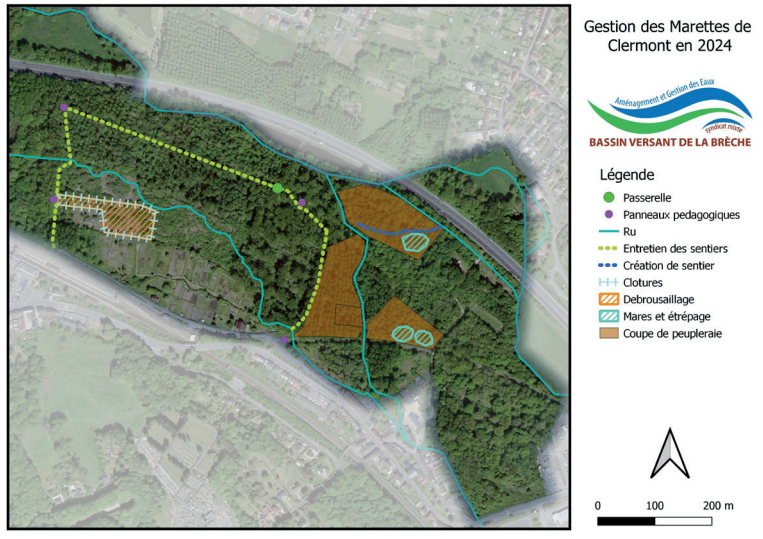 Gestion des Marettes de
Clermont en 2024
Aménagement et Gestion des Eaux
syndicat mixte
BASSIN VERSANT DE LA BRÈCHE
Légende
Passerelle
Panneaux pedagogiques
Ru
Entretien des sentiers
Création de sentier
Clotures
Debrousaillage
Mares et étrépage
Coupe de peupleraie
0 100 200 m